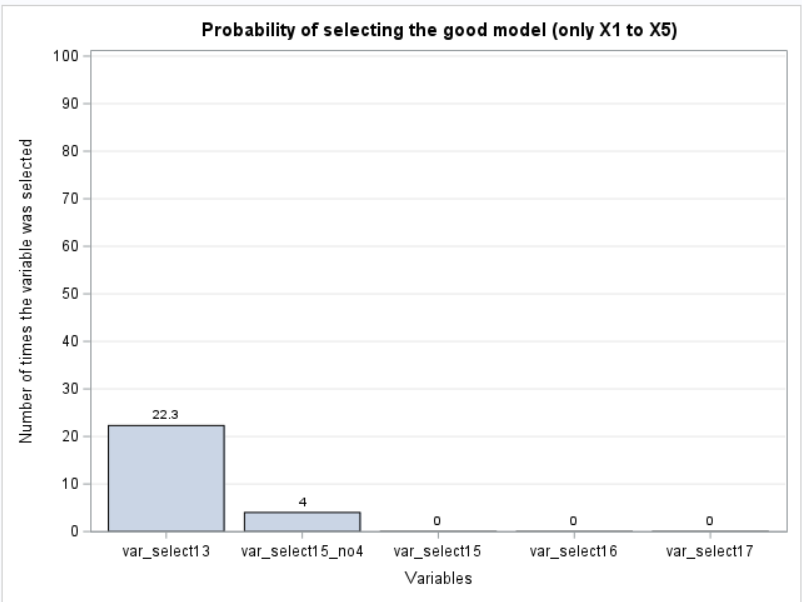 Probability of selecting the good model (only X1 to X5)
Number of times the variable was selected
100
90
80
70
60
50
40
30
20
10
0
22.3
4
0
0
0
var_select13
var_select15_no4
var_select15
var_select16
var_select17
Variables